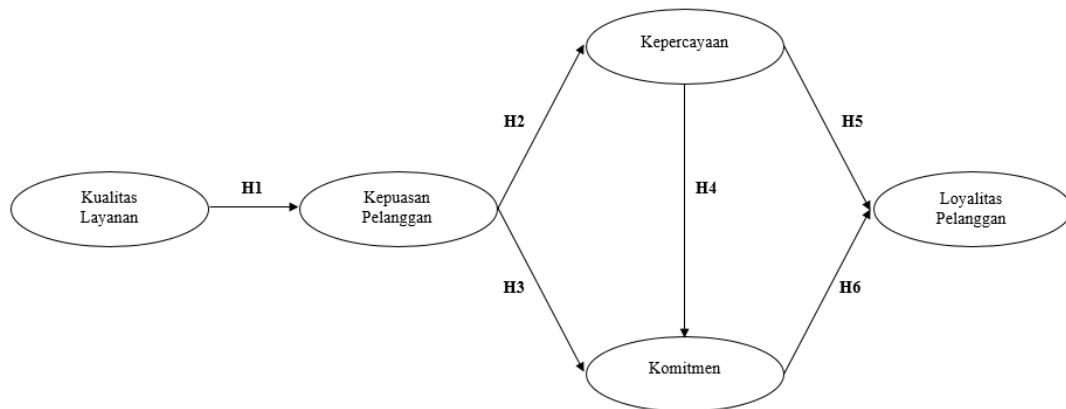 Kepercayaan
H2
H5
Kualitas
Layanan
H1
Kepuasan
Pelanggan
H4
Loyalitas
Pelanggan
H3
H6
Komitmen